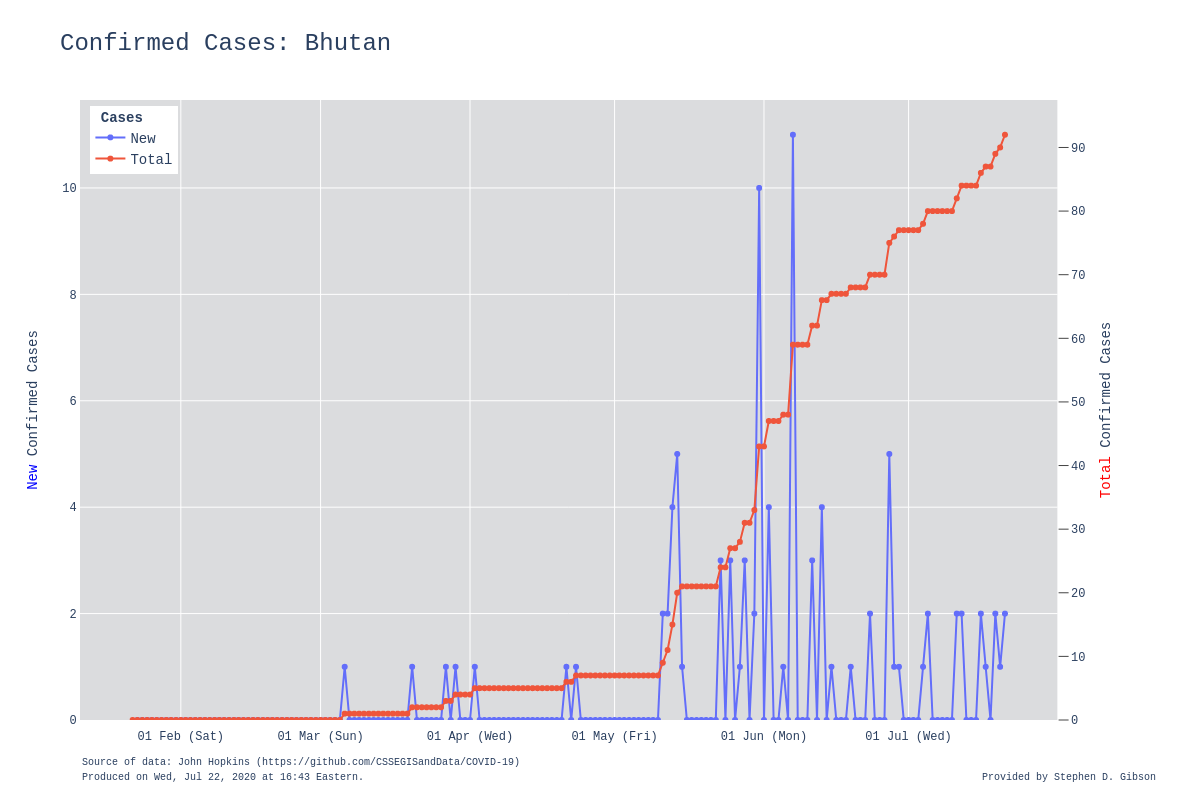 Confirmed Cases: Bhutan
Cases
New
Total
10
8
6
4
2
0
90
80
70
60
50
40
30
20
10
0
New Confirmed Cases
Total Confirmed Cases
01 Feb (Sat)
01 Mar (Sun)
01 Apr (Wed)
01 May (Fri)
01 Jun (Mon)
01 Jul (Wed)
Source of data: John Hopkins (https://github.com/CSSEGISandData/COVID-19)
Produced on Wed, Jul 22, 2020 at 16:43 Eastern.
Provided by Stephen D. Gibson